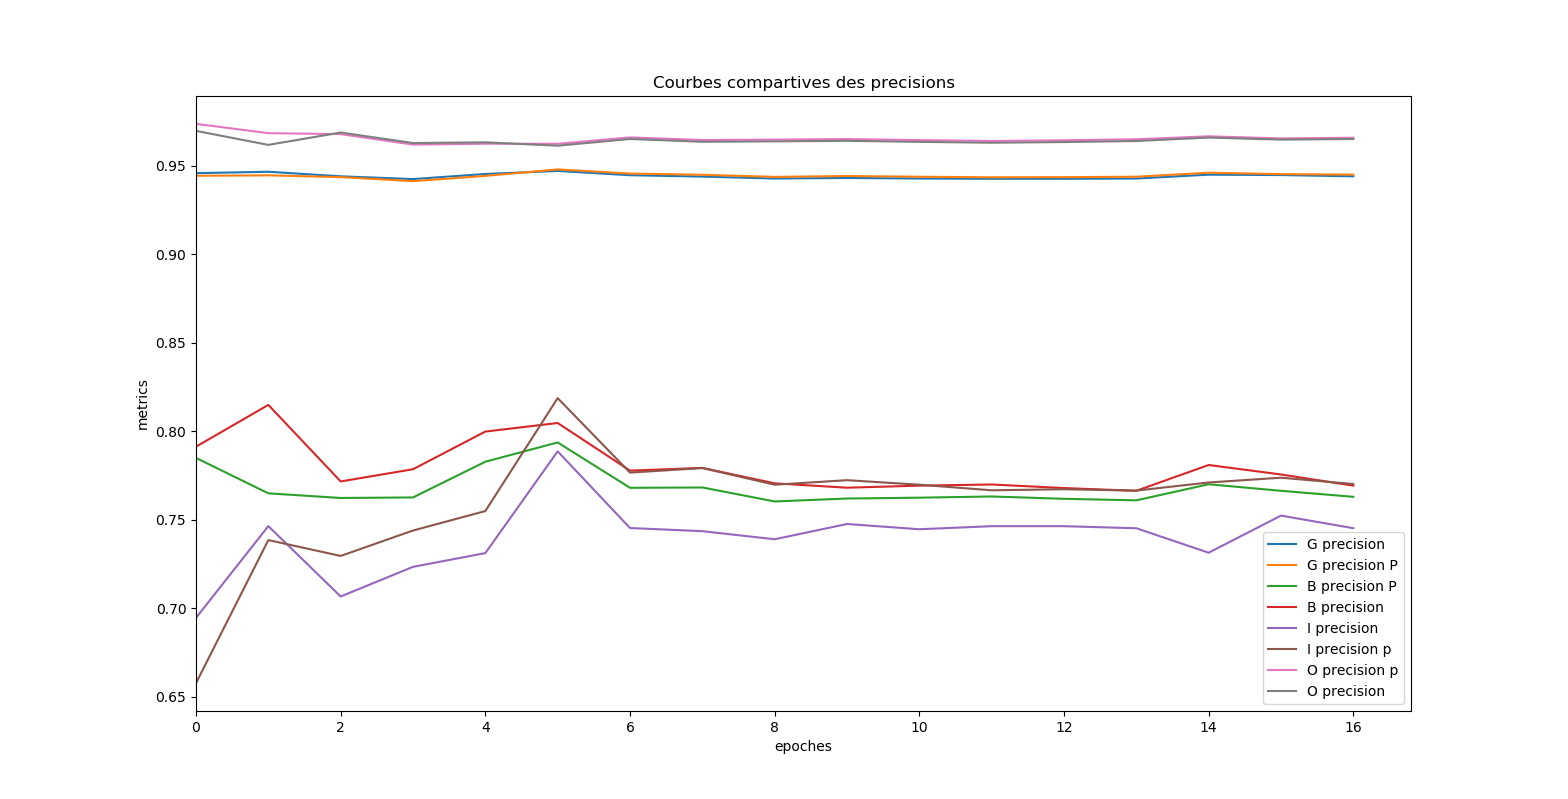 Courbes compartives des precisions
metrics
0.95
0.90
0.85
0.80
0.75
0.70
0.65
0
2
4
6
8
10
12
14
16
epoches
G precision
G precision P
B precision P
B precision
I precision
I precision p
O precision p
O precision